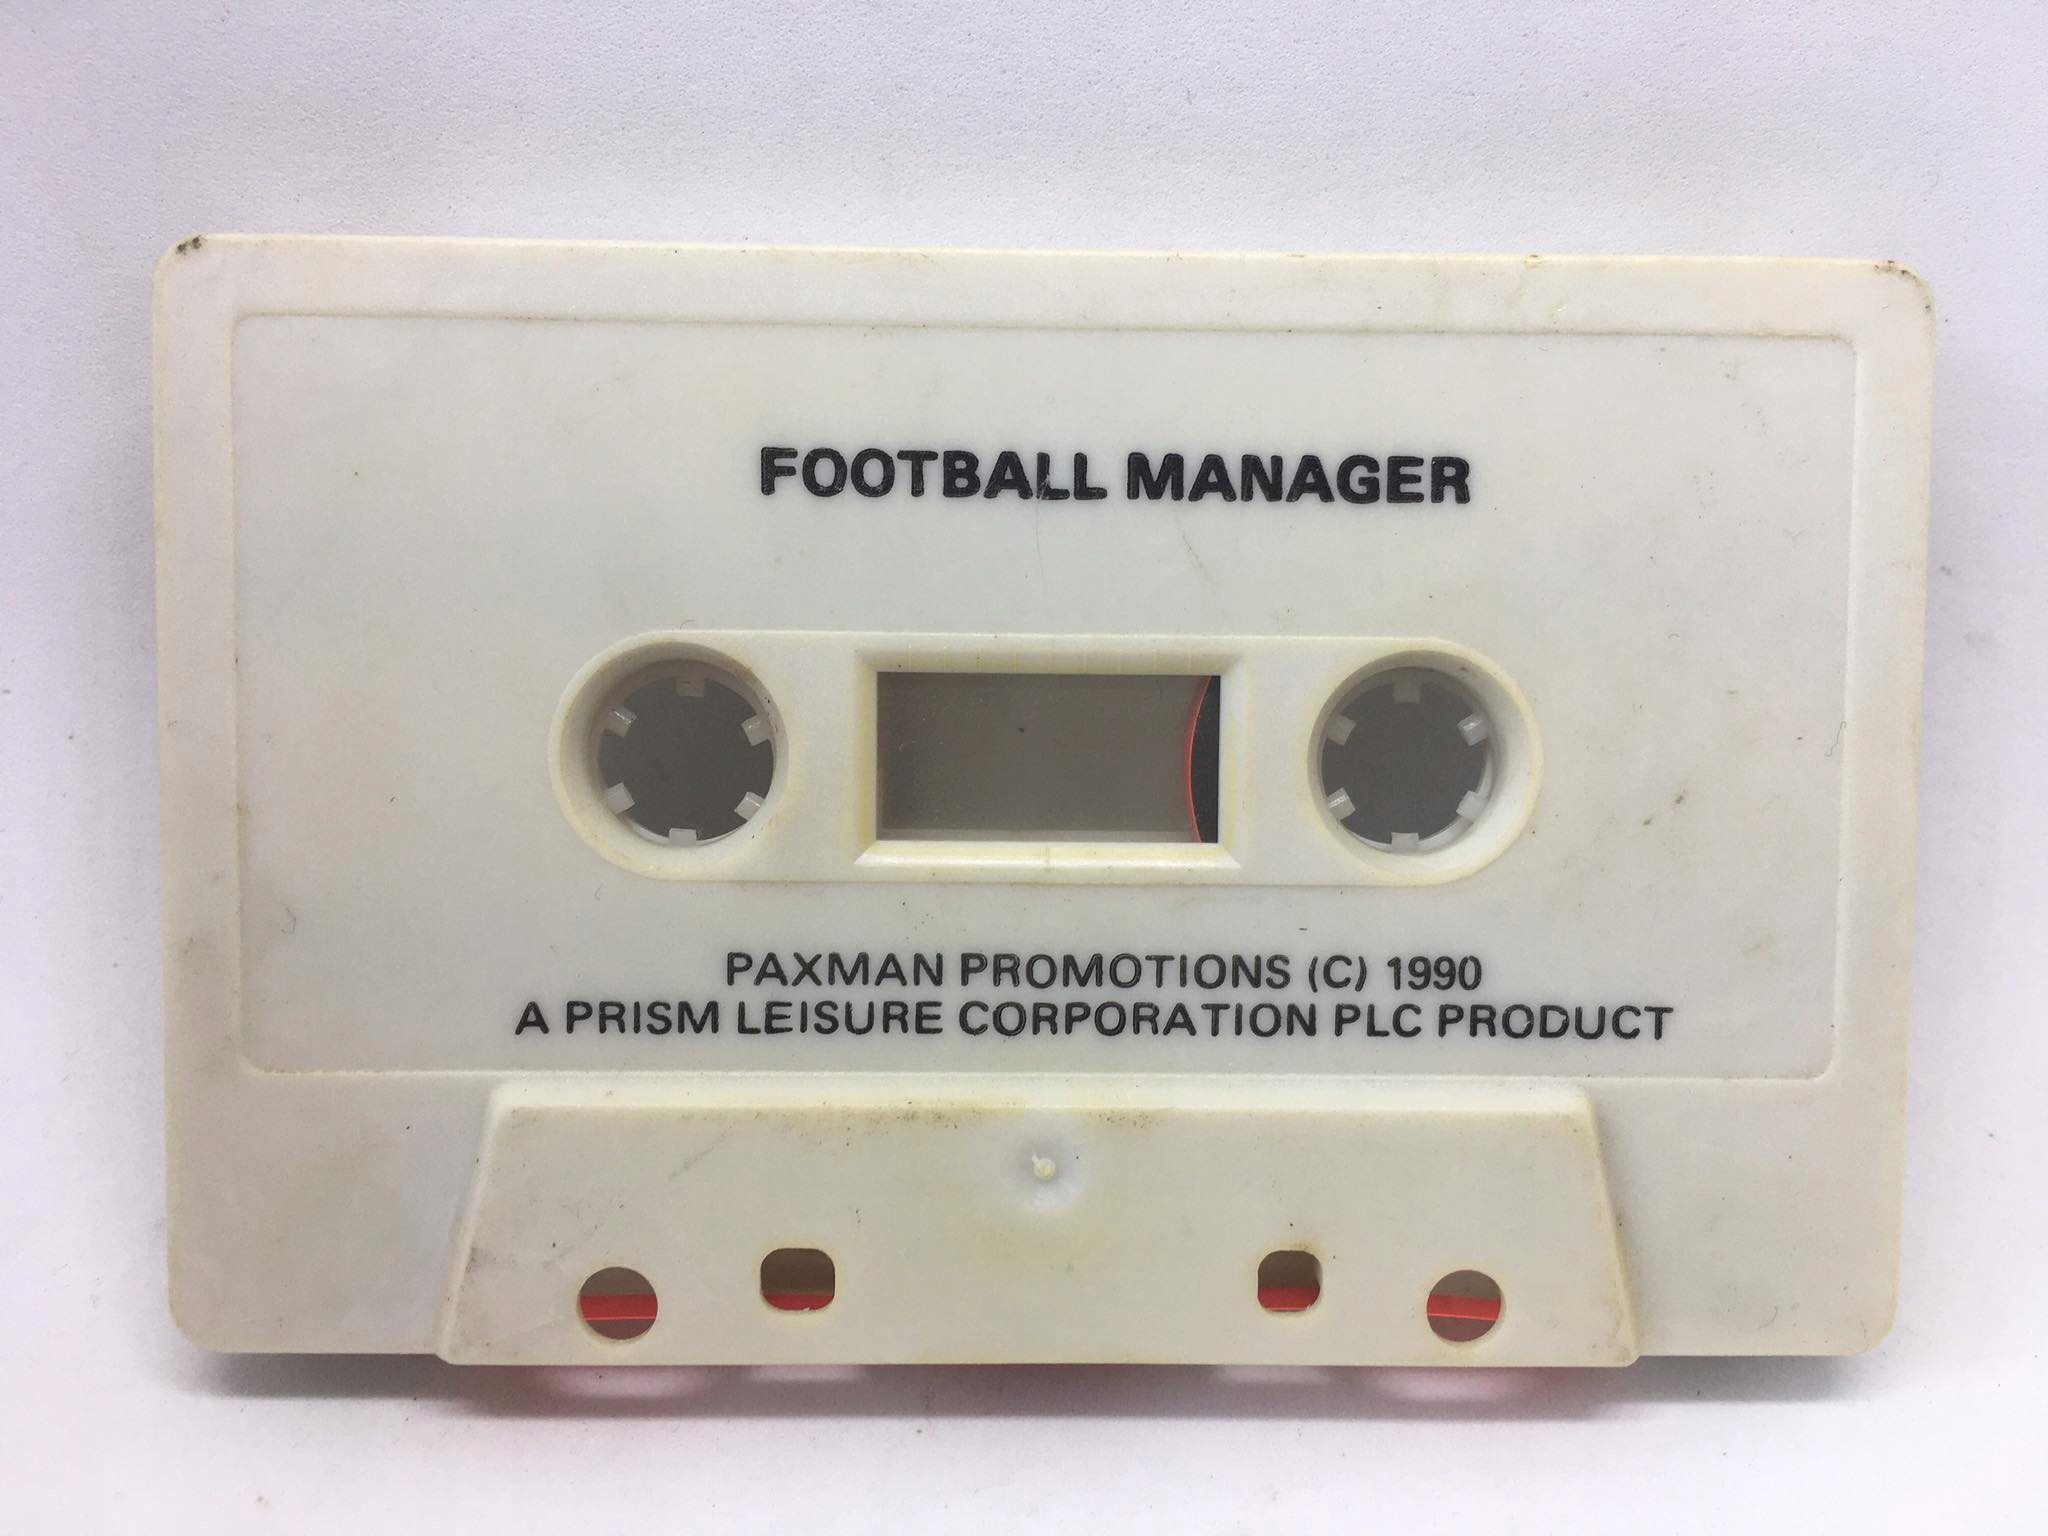 FOOTBALL MANAGER
PAXMAN PROMOTIONS (C) 1990
A PRISM LEISURE CORPORATION PLC PRODUCT